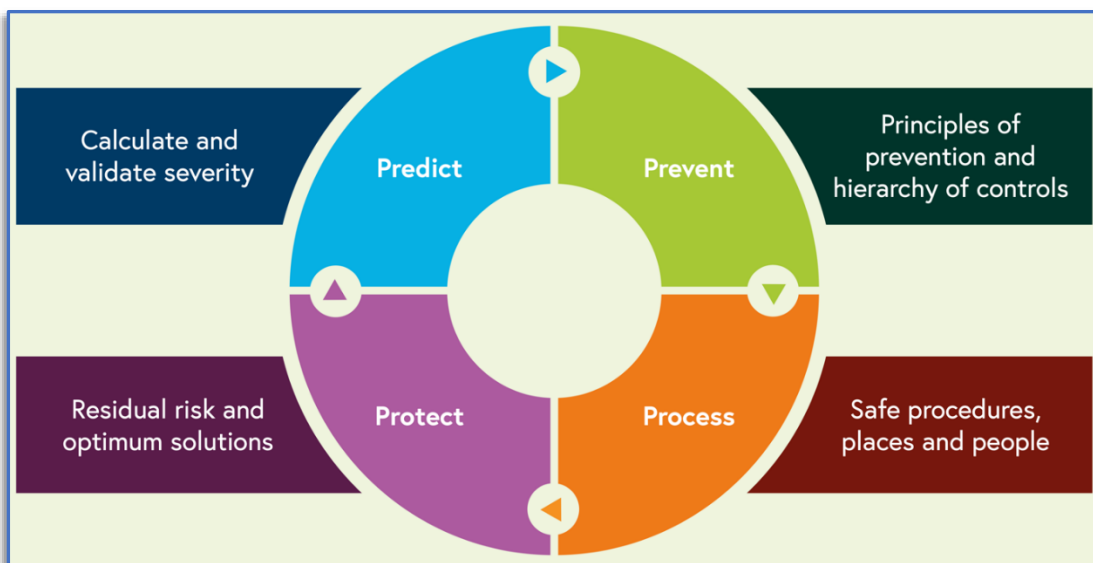 Calculate and
validate severity
Predict
Prevent
Principles of
prevention and
hierarchy of controls
Residual risk and
optimum solutions
Protect
Process
Safe procedures,
places and people